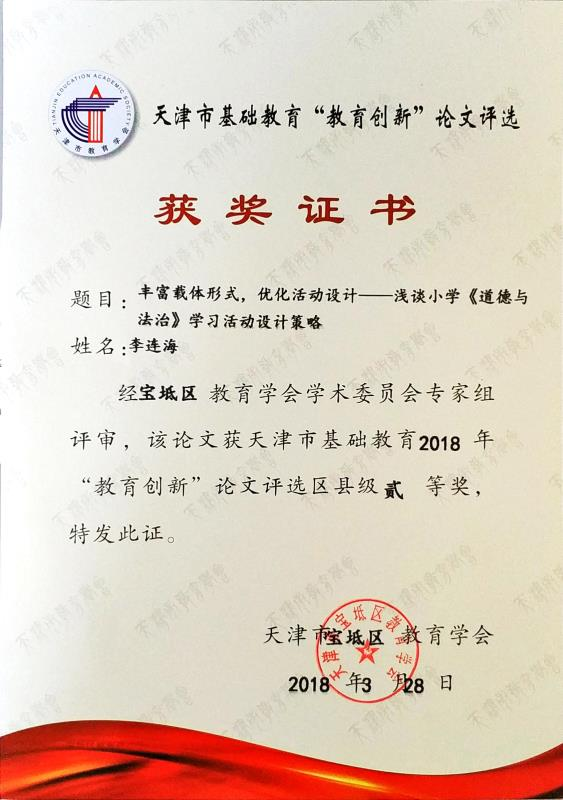 TIANJIN EDUCATION ACADEMIC SOCIETY
天津市教育学会
天津市基础教育“教育创新”论文评选
获奖证书
题目：丰富载体形式，优化活动设计——浅谈小学《道德与
法治》学习活动设计策略
姓名：李连海
经宝坻区 教育学会学术委员会专家组
评审，该论文获天津市基础教育2018 年
“教育创新”论文评选区县级 贰 等奖，
特发此证。
天津市宝坻区 教育学会
天津市宝坻区教育学会
2018 年3 月28 日